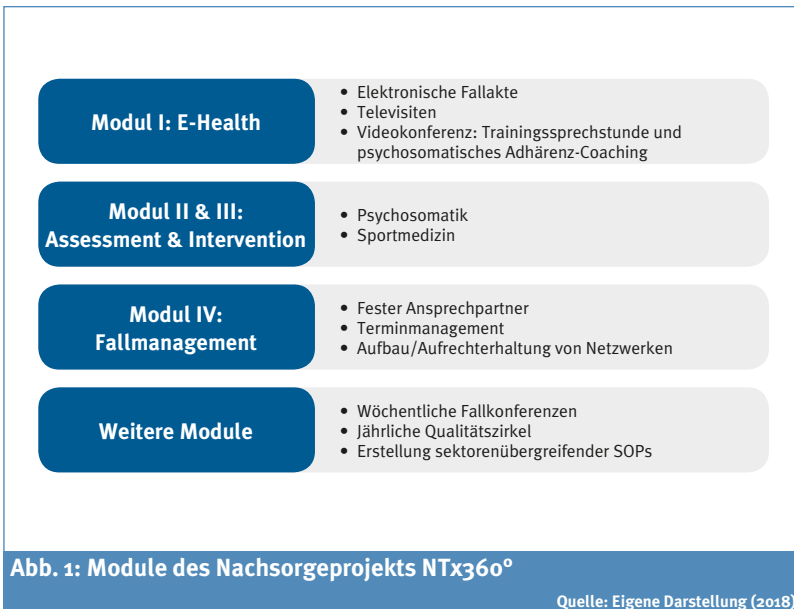 Modul I: E-Health
• Elektronische Fallakte
• Televisiten
• Videokonferenz: Trainingssprechstunde und
psychosomatisches Adhärenz-Coaching
Modul II & III:
Assessment & Intervention
• Psychosomatik
• Sportmedizin
Modul IV:
Fallmanagement
• Fester Ansprechpartner
• Terminmanagement
• Aufbau/Aufrechterhaltung von Netzwerken
Weitere Module
• Wöchentliche Fallkonferenzen
• Jährliche Qualitätszirkel
• Erstellung sektorenübergreifender SOPs
Abb. 1: Module des Nachsorgeprojekts NTx360°
Quelle: Eigene Darstellung (2018)